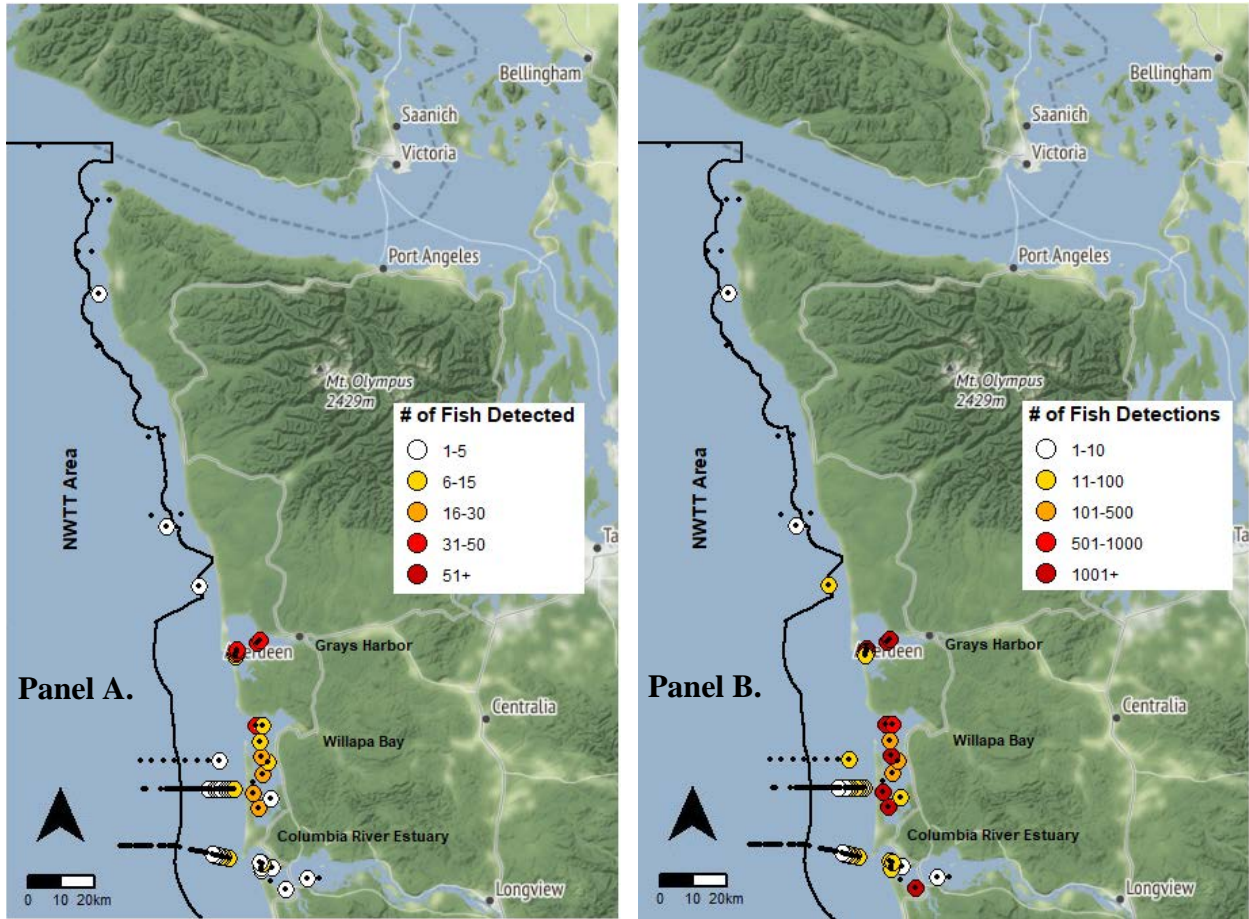 Bellingham
Saanich
Victoria
Port Angeles
Mt. Olympus
2429m
NWTT Area
# of Fish Detected
1-5
6-15
16-30
31-50
51+
Ta
Grays Harbor
erdeen
Panel A.
Centralia
Willapa Bay
Columbia River Estuary
0 10 20km
Longview
Bellingham
Saanich
Victoria
Port Angeles
Mt. Olympus
2429m
NWTT Area
# of Fish Detections
1-10
11-100
101-500
501-1000
1001+
Ta
Grays Harbor
berdeen
Panel B.
Centralia
Willapa Bay
Columbia River Estuary
0 10 20km
Longview